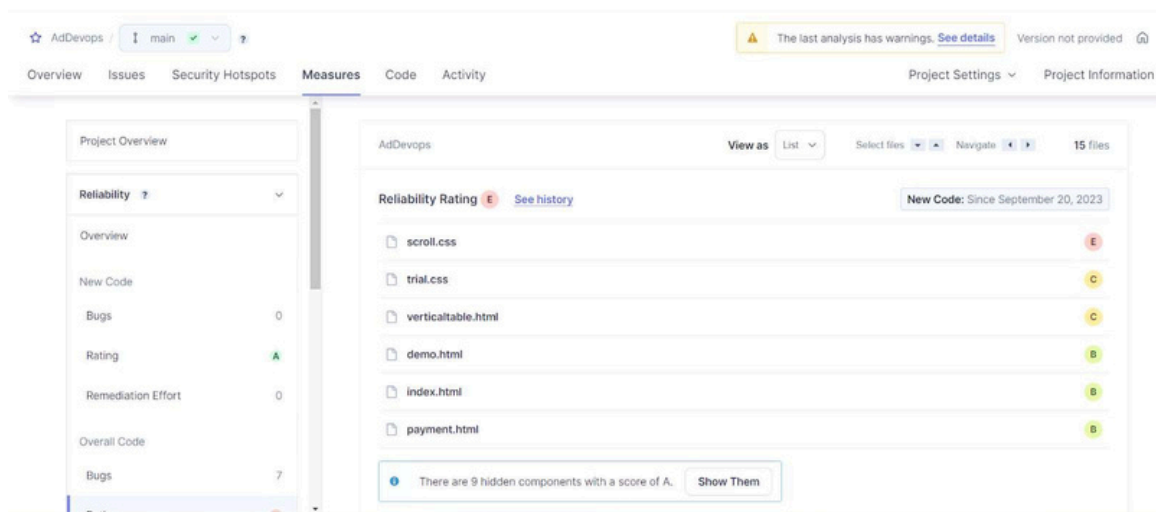 AdDevops / main ?
The last analysis has warnings. See details
Version not provided
Overview Issues Security Hotspots Measures Code Activity
Project Settings Project Information
Project Overview
Reliability ?
Overview
New Code
Bugs 0
Rating A
Remediation Effort 0
Overall Code
Bugs 7
AdDevops
View as List
Select files Navigate 15 files
Reliability Rating E See history
New Code: Since September 20, 2023
scroll.css E
trial.css C
verticaltable.html C
demo.html B
index.html B
payment.html B
There are 9 hidden components with a score of A. Show Them